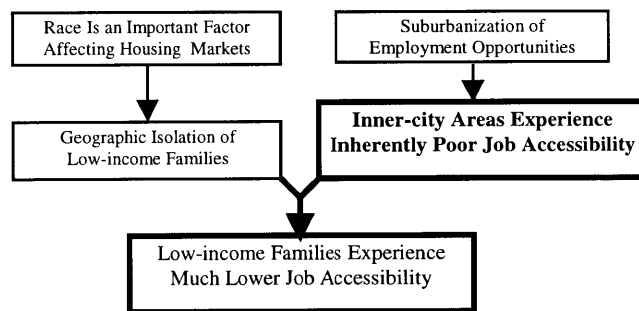 Race Is an Important Factor
Affecting Housing Markets
Suburbanization of
Employment Opportunities
Geographic Isolation of
Low-income Families
Inner-city Areas Experience
Inherently Poor Job Accessibility
Low-income Families Experience
Much Lower Job Accessibility